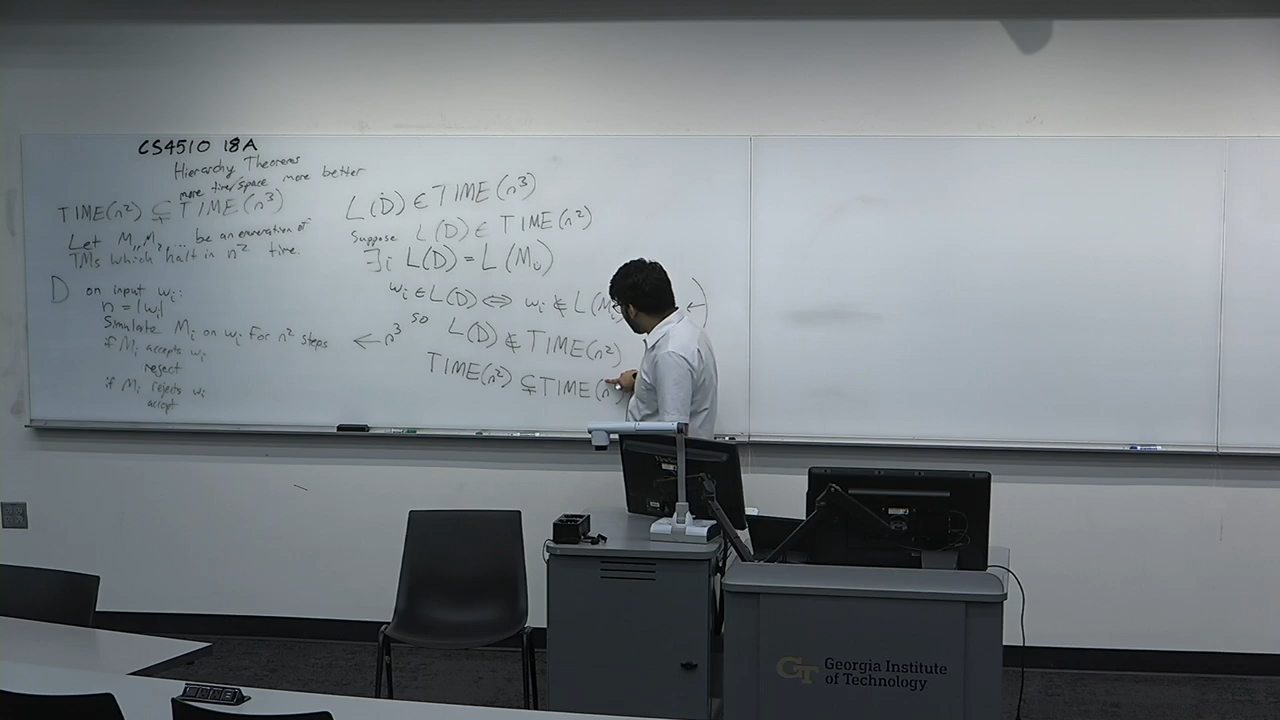 CS4510 18A
Hierarchy Theorems
more time/space more better
TIME(n²) ⊊ TIME(n³)
Let M₁, M₂, ... be an enumeration of
TMs which halt in n² time.
D on input wᵢ:
n = |wᵢ|
Simulate Mᵢ on wᵢ for n² steps ← n³
if Mᵢ accepts wᵢ
reject
if Mᵢ rejects wᵢ
accept
L(D) ∈ TIME(n³)
Suppose L(D) ∈ TIME(n²)
∃i L(D) = L(Mᵢ)
wᵢ ∈ L(D) ⇔ wᵢ ∉ L(Mᵢ
so L(D) ∉ TIME(n²)
TIME(n²) ⊊ TIME(n
GT Georgia Institute
of Technology